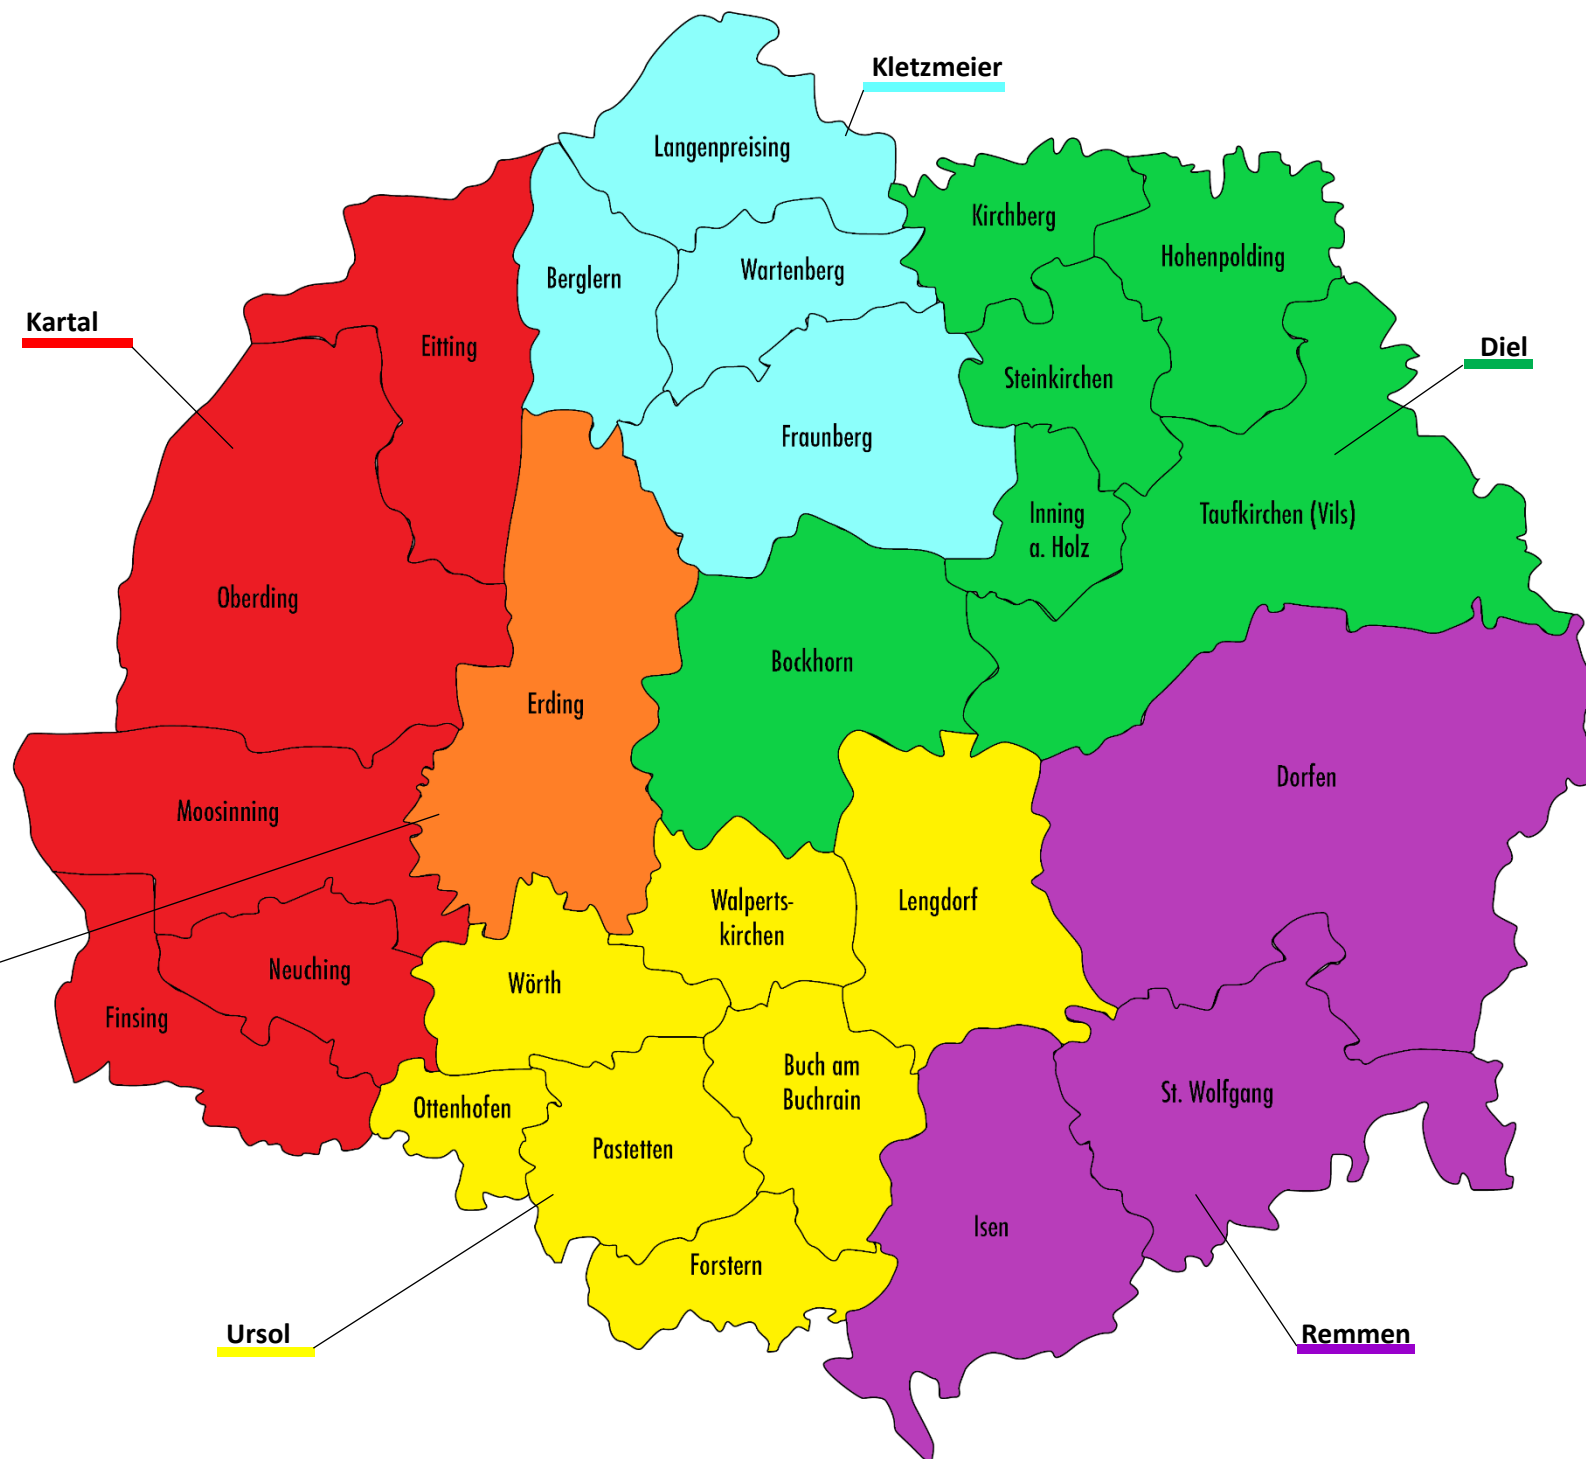 Kletzmeier
Langenpreising
Kirchberg
Hohenpolding
Wartenberg
Berglern
Kartal
Eitting
Diel
Steinkirchen
Fraunberg
Inning
a. Holz
Taufkirchen (Vils)
Oberding
Bockhorn
Erding
Dorfen
Moosinning
Walperts-
kirchen
Lengdorf
Neuching
Wörth
Finsing
Buch am
Buchrain
St. Wolfgang
Ottenhofen
Pastetten
Isen
Forstern
Ursol
Remmen